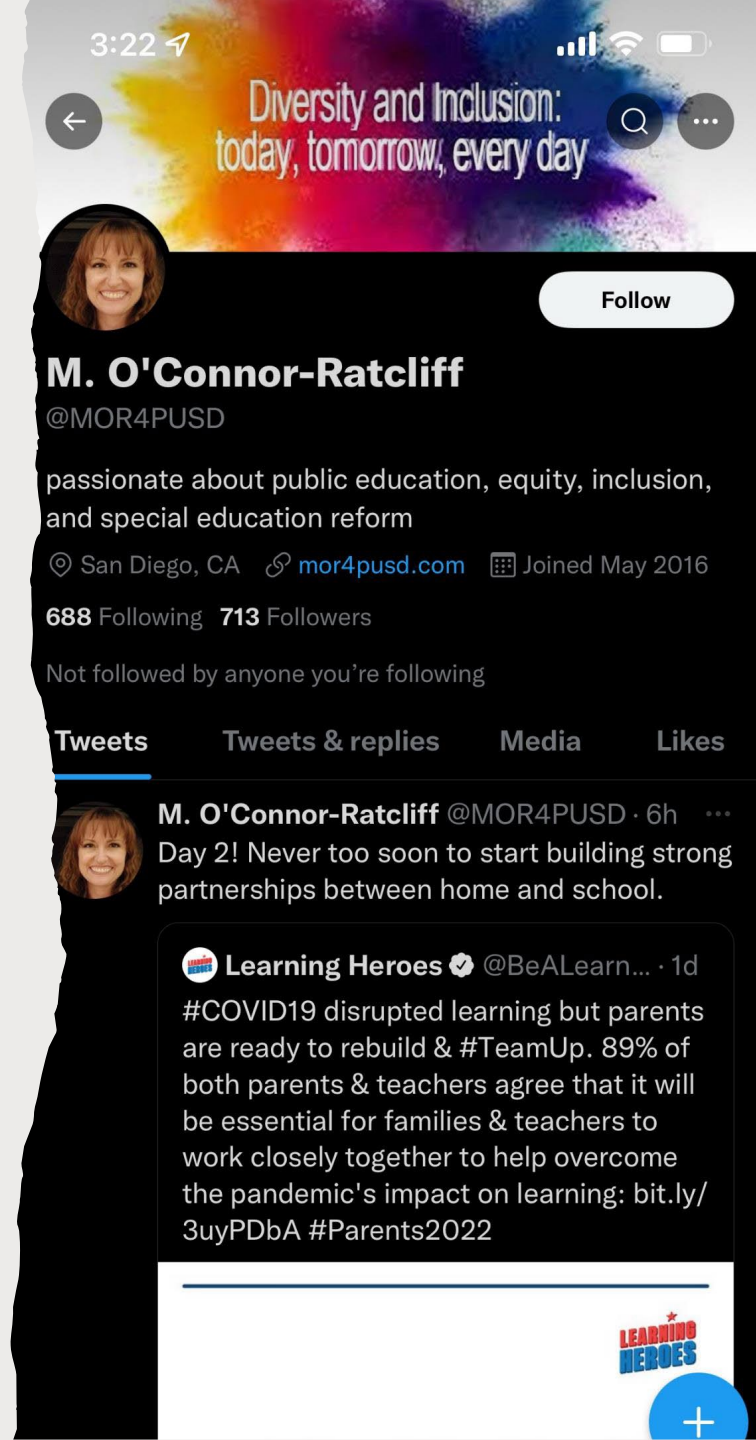 3:22
Diversity and Inclusion:
today, tomorrow, every day
Follow
M. O'Connor-Ratcliff
@MOR4PUSD
passionate about public education, equity, inclusion,
and special education reform
San Diego, CA mor4pusd.com Joined May 2016
688 Following 713 Followers
Not followed by anyone you’re following
Tweets Tweets & replies Media Likes
M. O'Connor-Ratcliff @MOR4PUSD · 6h
Day 2! Never too soon to start building strong
partnerships between home and school.
LEARNING
HEROES
Learning Heroes @BeALearn... · 1d
#COVID19 disrupted learning but parents
are ready to rebuild & #TeamUp. 89% of
both parents & teachers agree that it will
be essential for families & teachers to
work closely together to help overcome
the pandemic's impact on learning: bit.ly/
3uyPDbA #Parents2022
LEARNING
HEROES